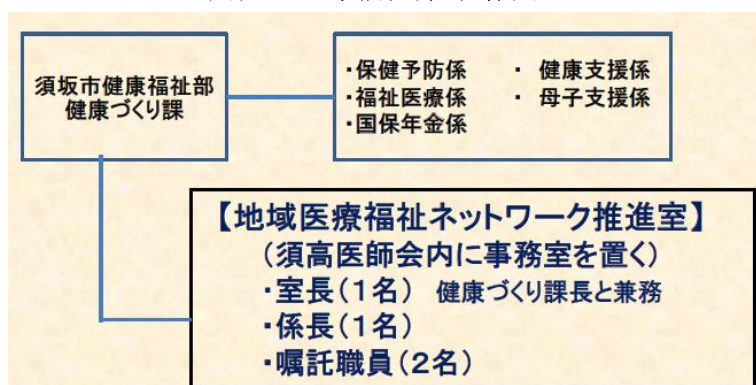 須坂市健康福祉部
健康づくり課
・保健予防係 ・ 健康支援係
・福祉医療係 ・ 母子支援係
・国保年金係
【地域医療福祉ネットワーク推進室】
(須高医師会内に事務室を置く)
・室長(1名) 健康づくり課長と兼務
・係長(1名)
・嘱託職員(2名)